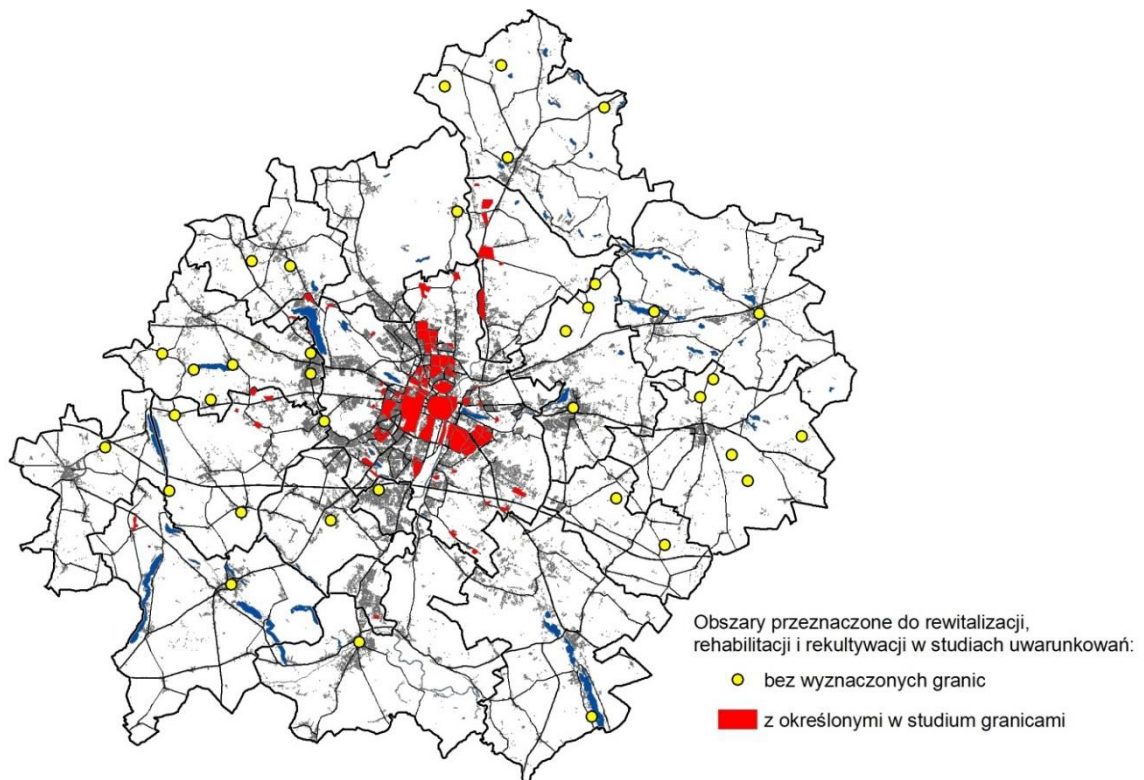 Obszary przeznaczone do rewitalizacji,
rehabilitacji i rekultywacji w studiach uwarunkowań:
bez wyznaczonych granic
z określonymi w studium granicami